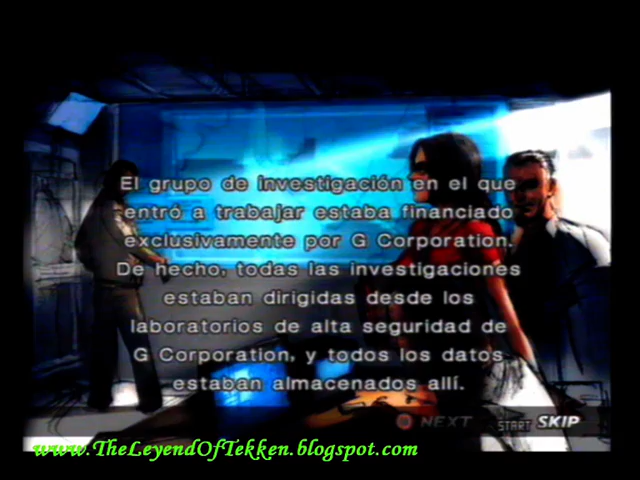 El grupo de investigación en el que
entró a trabajar estaba financiado
exclusivamente por G Corporation.
De hecho, todas las investigaciones
estaban dirigidas desde los
laboratorios de alta seguridad de
G Corporation, y todos los datos
estaban almacenados allí.
NEXT START SKIP
www.TheLeyendOfTekken.blogspot.com